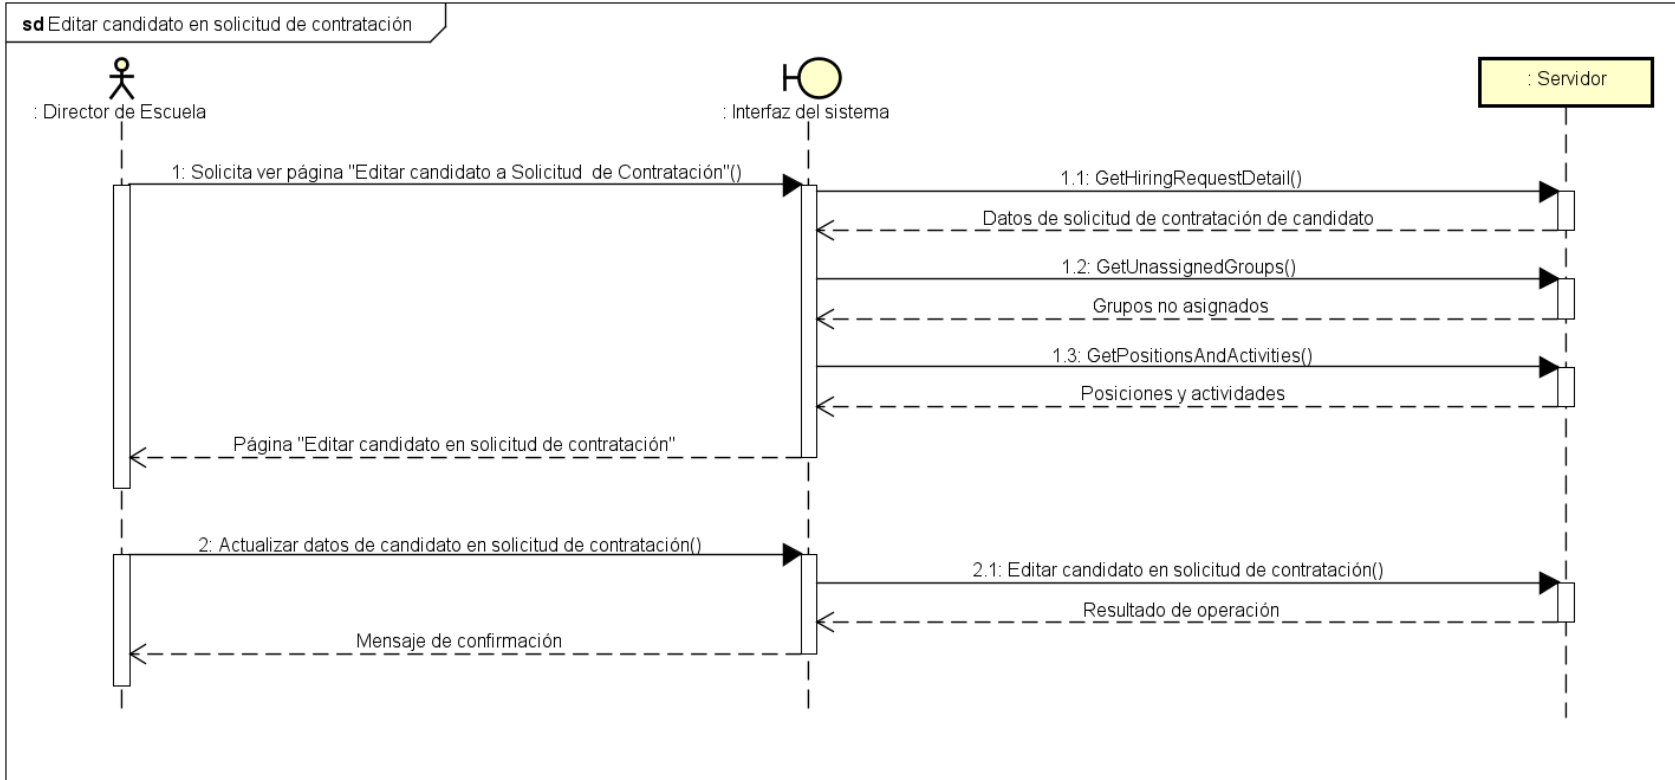 sd Editar candidato en solicitud de contratación
: Director de Escuela
: Interfaz del sistema
: Servidor
1: Solicita ver página "Editar candidato a Solicitud  de Contratación"()
1.1: GetHiringRequestDetail()
Datos de solicitud de contratación de candidato
1.2: GetUnassignedGroups()
Grupos no asignados
1.3: GetPositionsAndActivities()
Posiciones y actividades
Página "Editar candidato en solicitud de contratación"
2: Actualizar datos de candidato en solicitud de contratación()
2.1: Editar candidato en solicitud de contratación()
Resultado de operación
Mensaje de confirmación